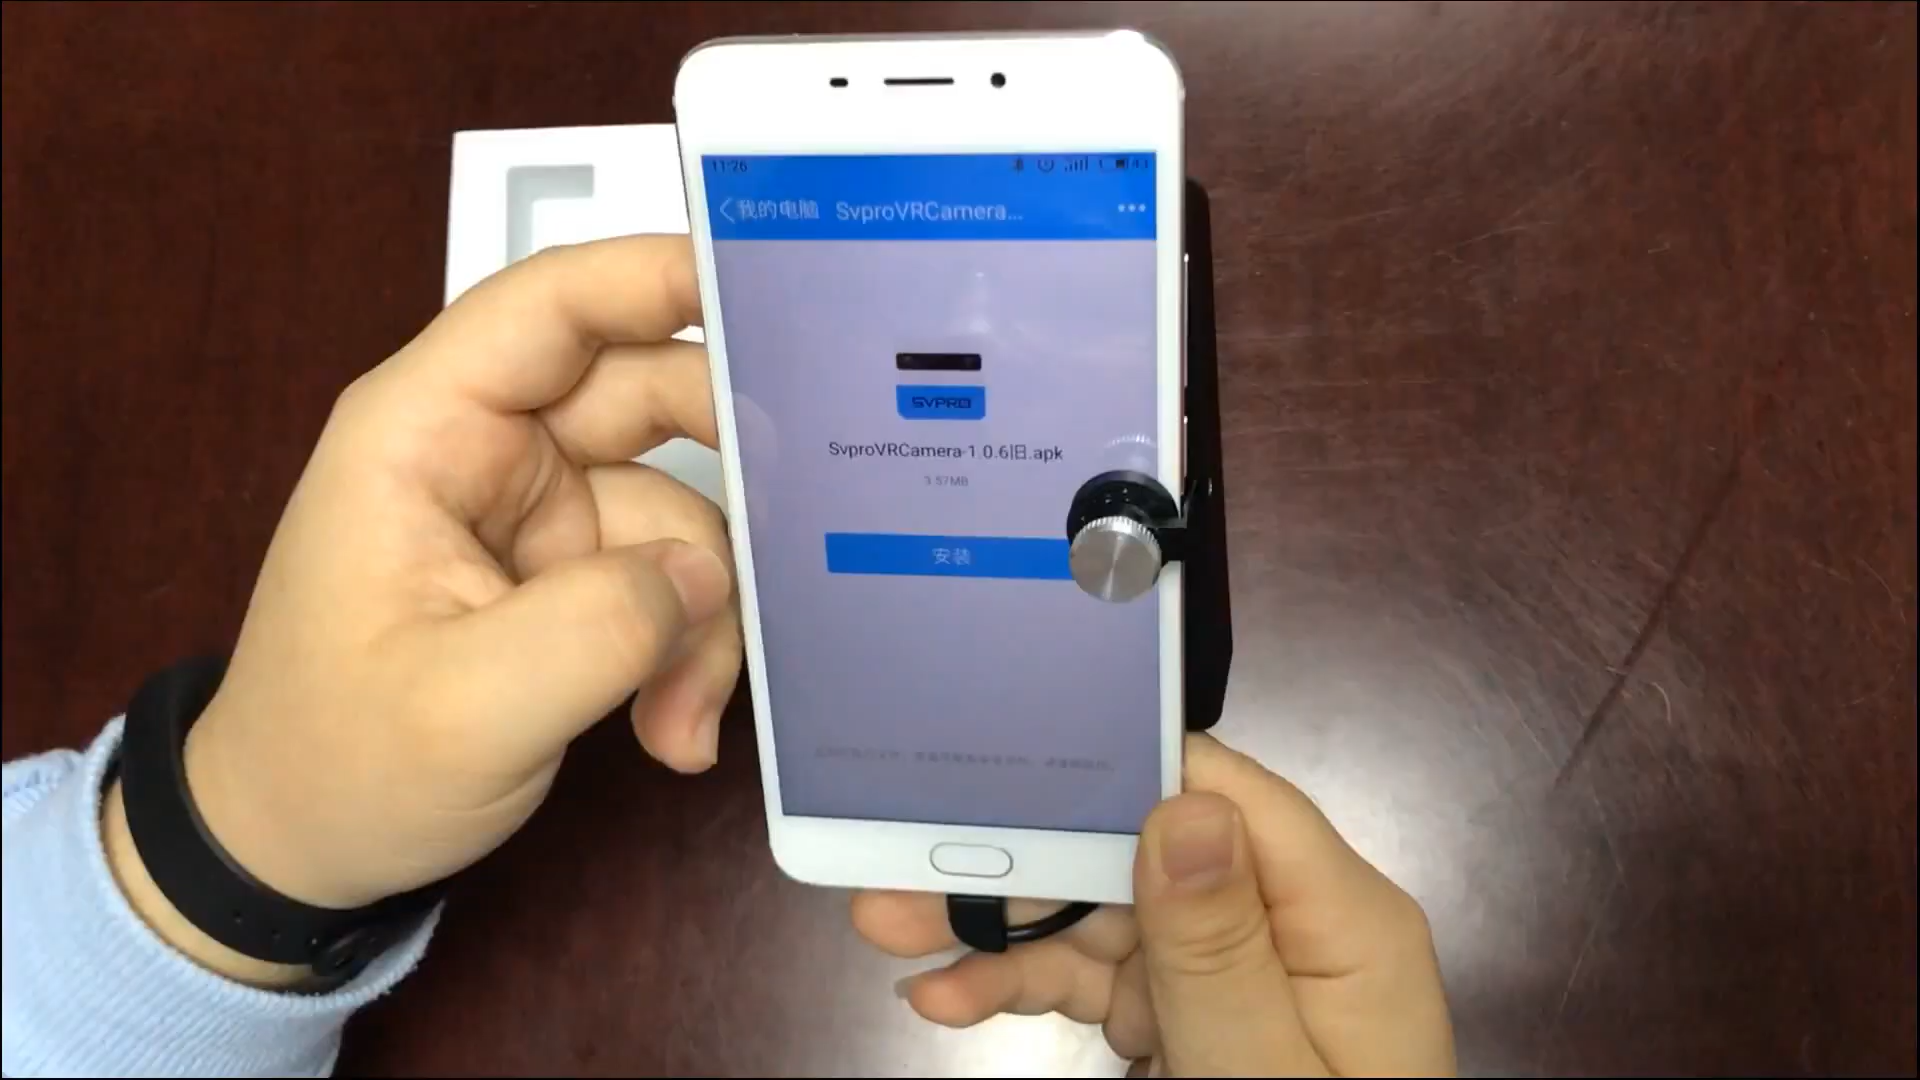 11:26
我的电脑 SvproVRCamera...
SVPRO
SvproVRCamera-1.0.6旧.apk
3.57MB
安装